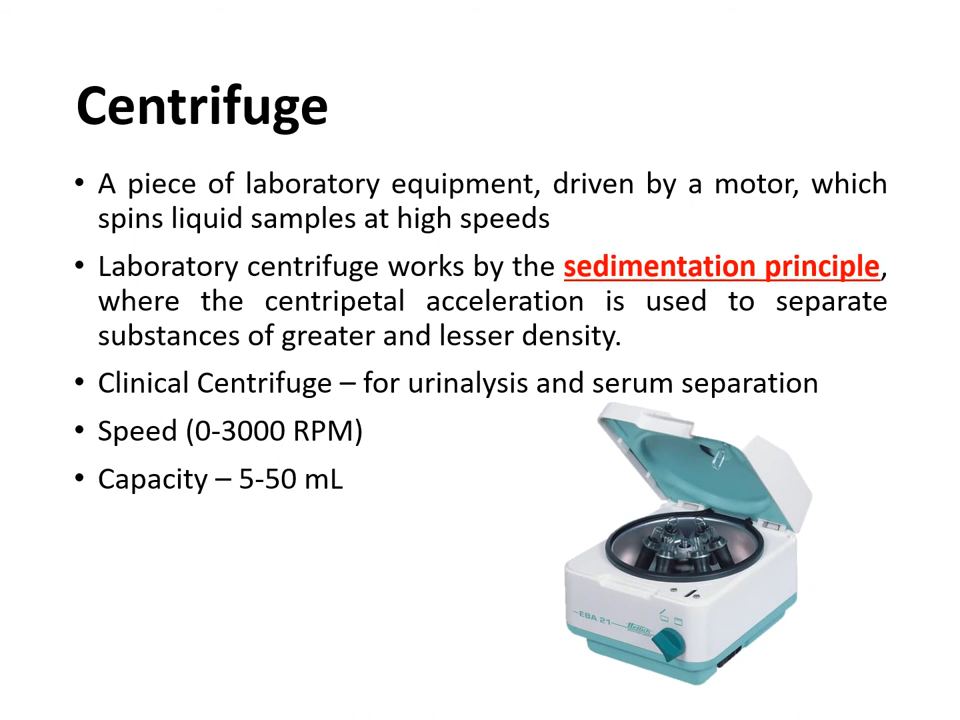 Centrifuge
• A piece of laboratory equipment, driven by a motor, which
spins liquid samples at high speeds
• Laboratory centrifuge works by the sedimentation principle,
where the centripetal acceleration is used to separate
substances of greater and lesser density.
• Clinical Centrifuge – for urinalysis and serum separation
• Speed (0-3000 RPM)
• Capacity – 5-50 mL
EBA 21
Hettich